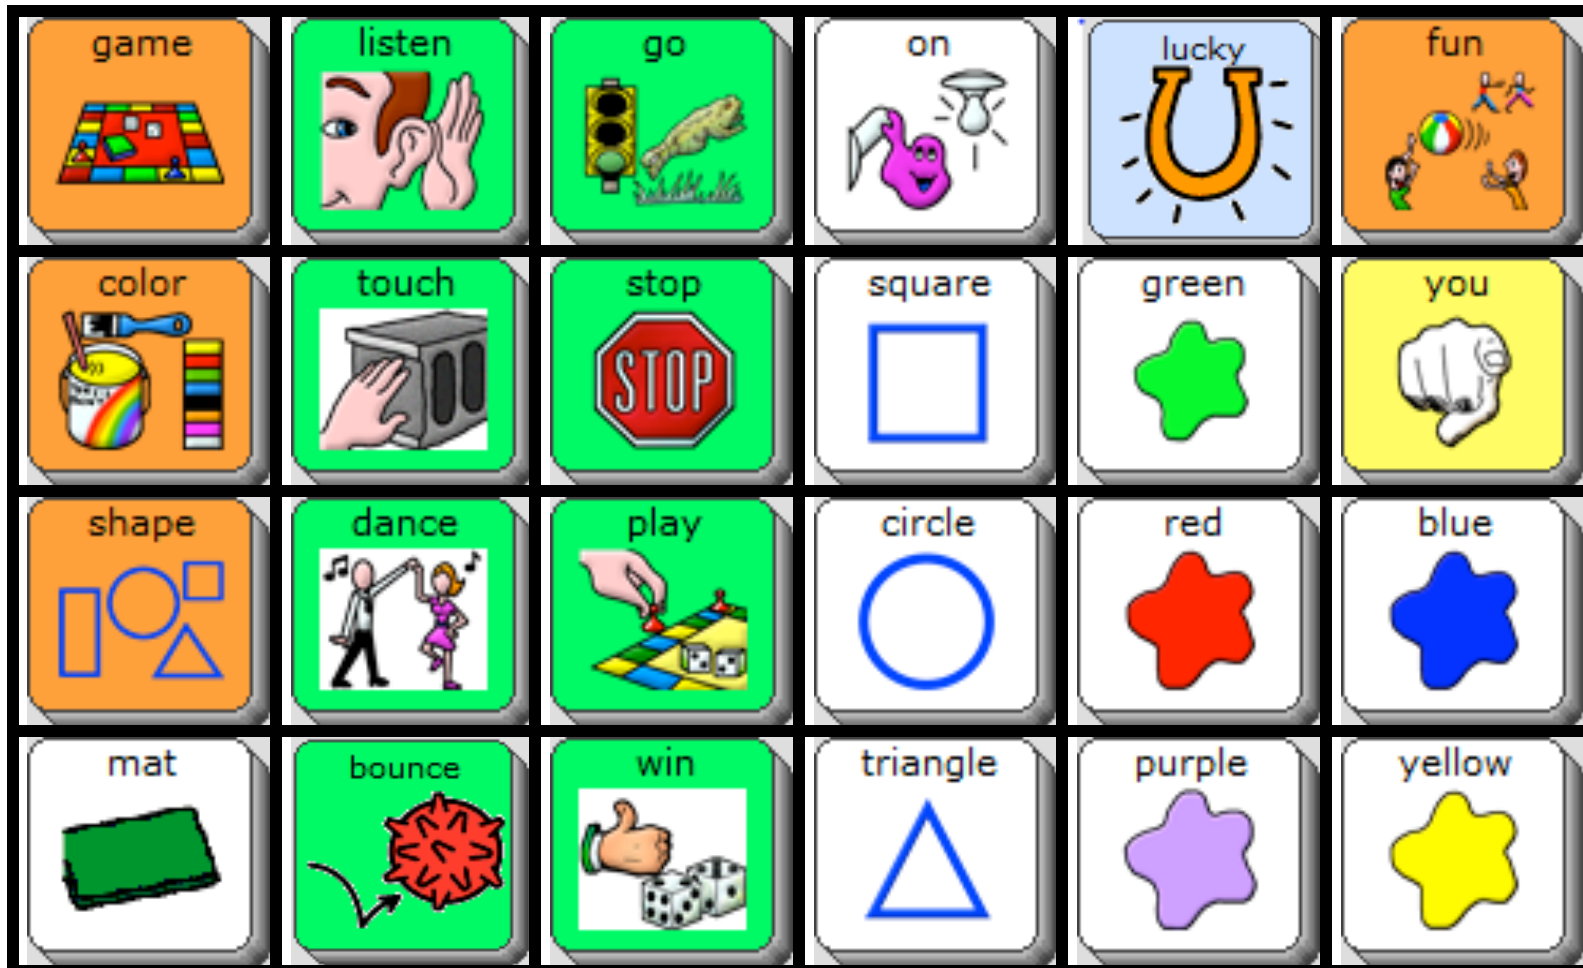 game listen go on lucky fun
color touch stop square green you
STOP
shape dance play circle red blue
mat bounce win triangle purple yellow